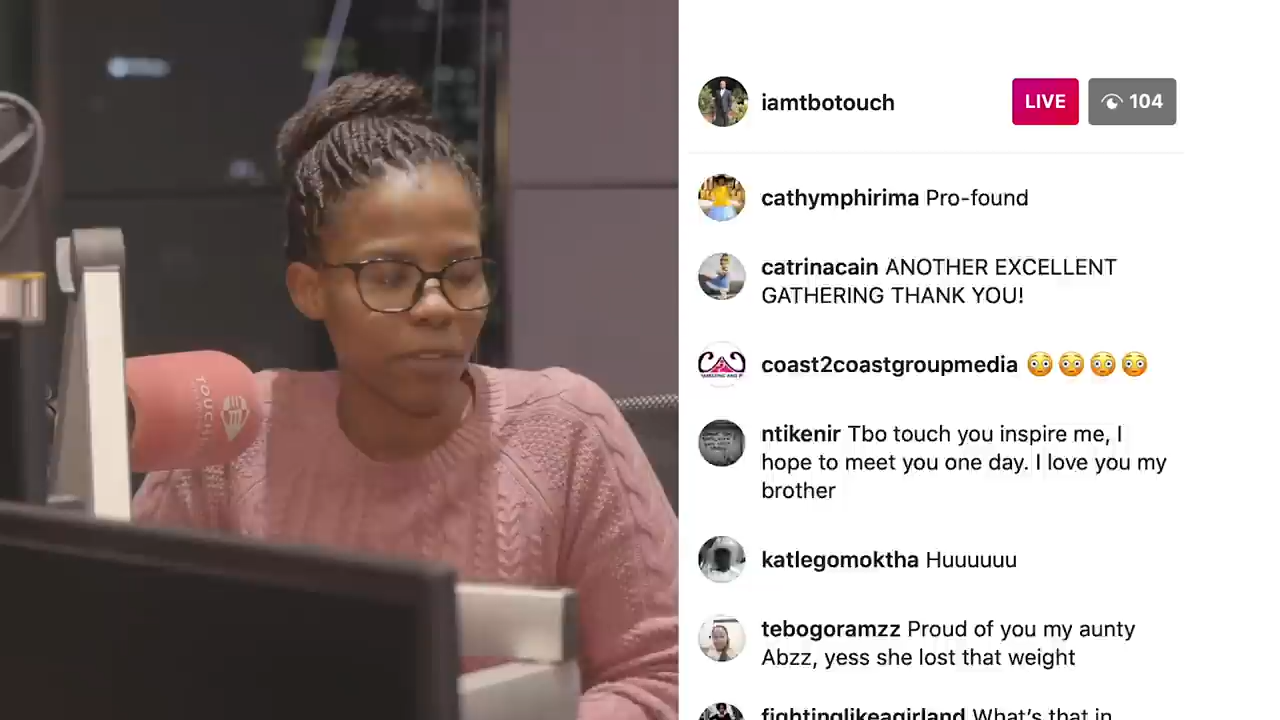 TOUCH
iamtbotouch
LIVE
104
cathymphirima Pro-found
catrinacain ANOTHER EXCELLENT
GATHERING THANK YOU!
coast2coastgroupmedia 😳😳😳😳
ntikenir Tbo touch you inspire me, I
hope to meet you one day. I love you my
brother
katlegomoktha Huuuuuu
tebogoramzz Proud of you my aunty
Abzz, yess she lost that weight
fightinglikeagirland What's that in